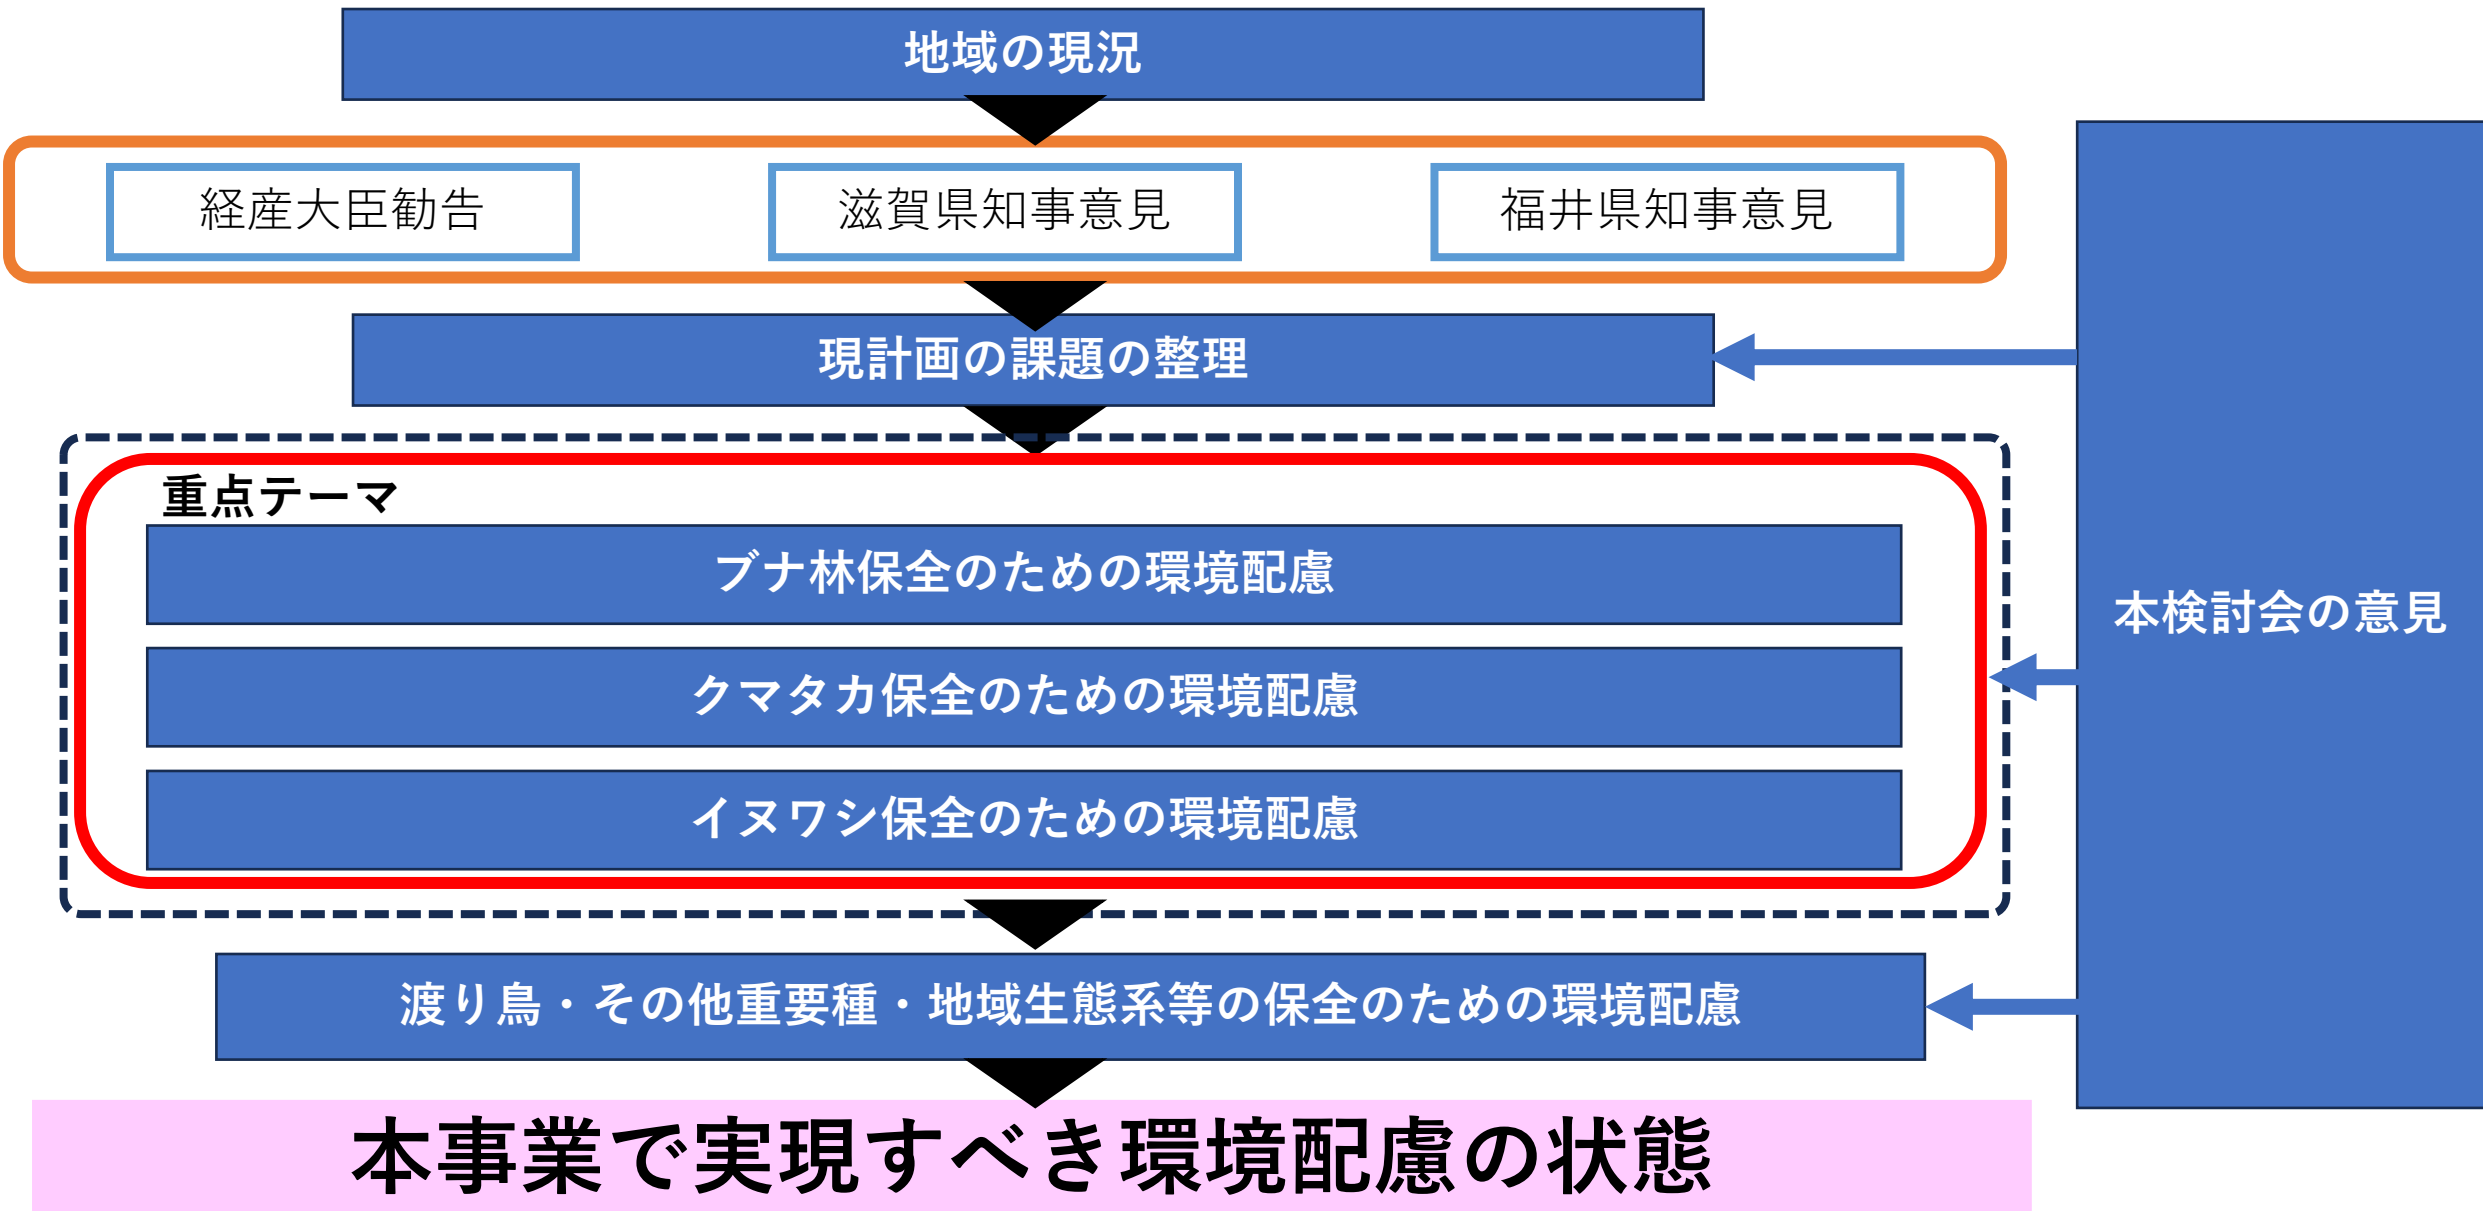 地域の現況
経産大臣勧告
滋賀県知事意見
福井県知事意見
現計画の課題の整理
重点テーマ
ブナ林保全のための環境配慮
クマタカ保全のための環境配慮
イヌワシ保全のための環境配慮
本検討会の意見
渡り鳥・その他重要種・地域生態系等の保全のための環境配慮
本事業で実現すべき環境配慮の状態